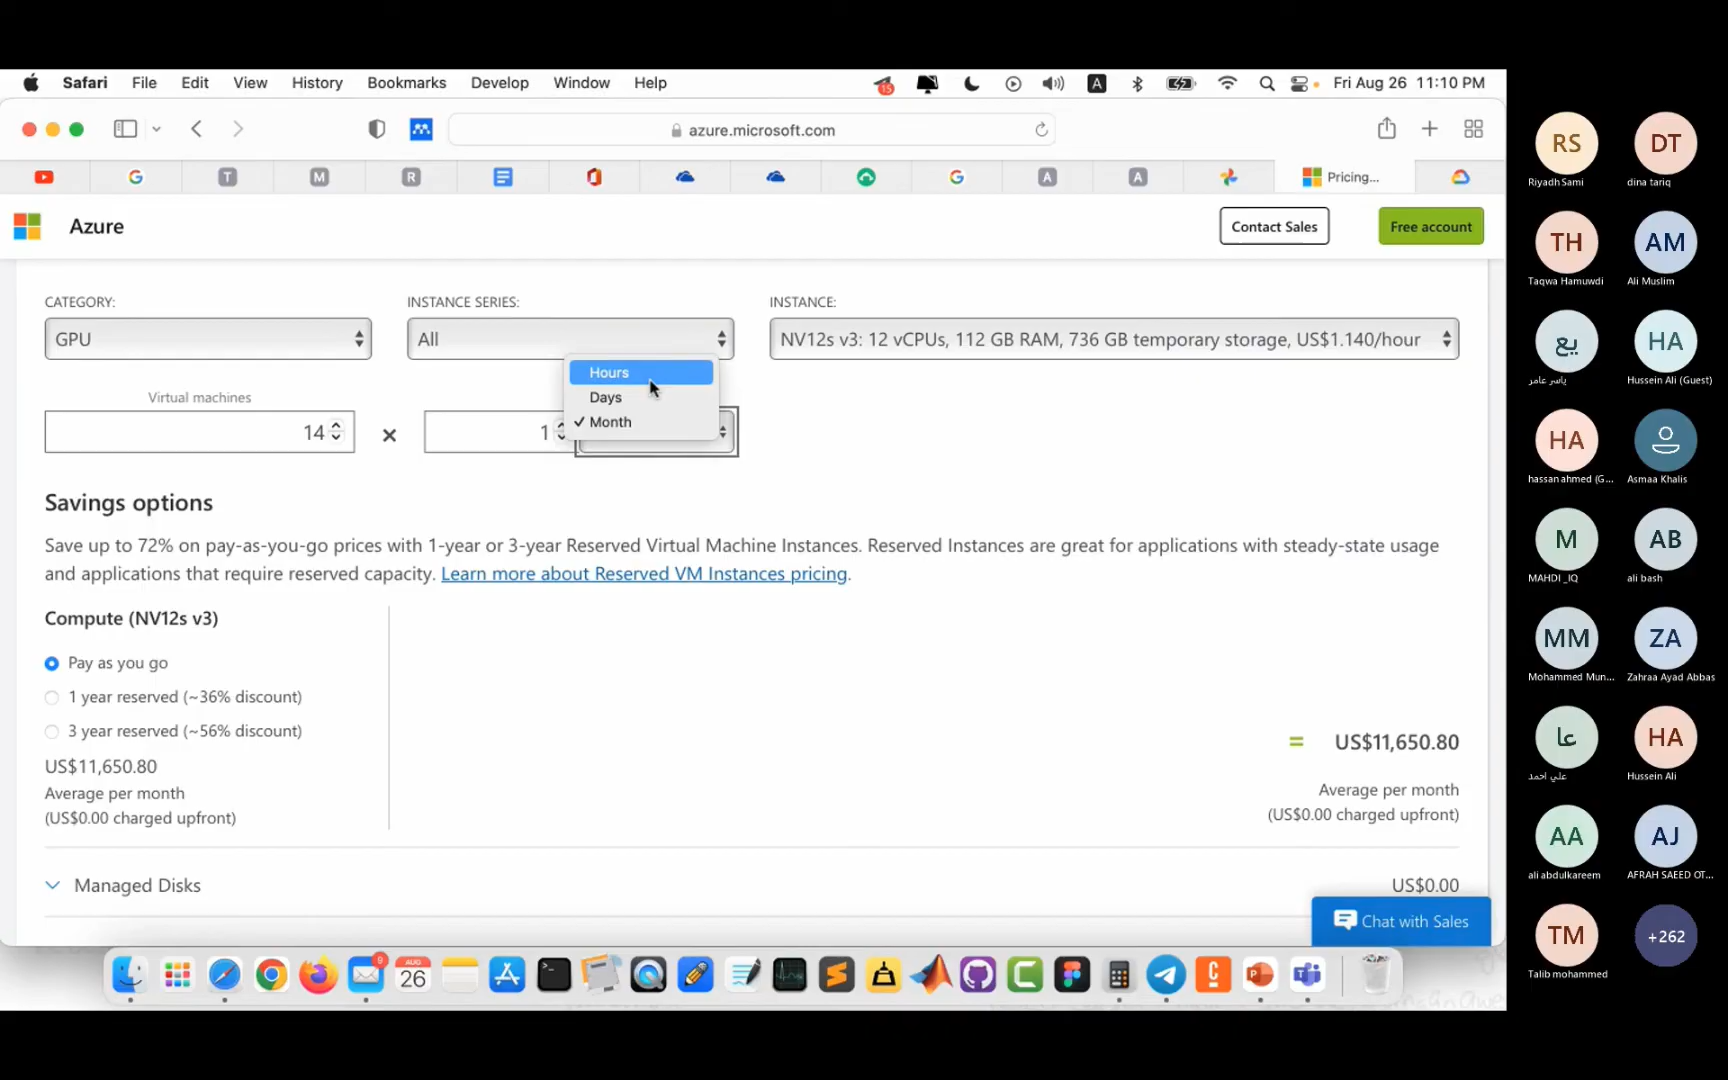 Safari File Edit View History Bookmarks Develop Window Help 15 A Fri Aug 26 11:10 PM
azure.microsoft.com
T M R A A Pricing...
Azure Contact Sales Free account
CATEGORY: INSTANCE SERIES: INSTANCE:
GPU All NV12s v3: 12 vCPUs, 112 GB RAM, 736 GB temporary storage, US$1.140/hour
Hours
Days
Month
Virtual machines
14 × 1
Savings options
Save up to 72% on pay-as-you-go prices with 1-year or 3-year Reserved Virtual Machine Instances. Reserved Instances are great for applications with steady-state usage
and applications that require reserved capacity. Learn more about Reserved VM Instances pricing.
Compute (NV12s v3)
Pay as you go
1 year reserved (~36% discount)
3 year reserved (~56% discount)
US$11,650.80
Average per month
(US$0.00 charged upfront)
= US$11,650.80
Average per month
(US$0.00 charged upfront)
Managed Disks US$0.00
Chat with Sales
9
AUG
26
RS DT
Riyadh Sami dina tariq
TH AM
Taqwa Hamuwdi Ali Muslim
يع HA
ياسر عامر Hussein Ali (Guest)
HA
hassan ahmed (G... Asmaa Khalis
M AB
MAHDI _IQ ali bash
MM ZA
Mohammed Mun... Zahraa Ayad Abbas
عا HA
علي احمد Hussein Ali
AA AJ
ali abdulkareem AFRAH SAEED OT...
TM +262
Talib mohammed